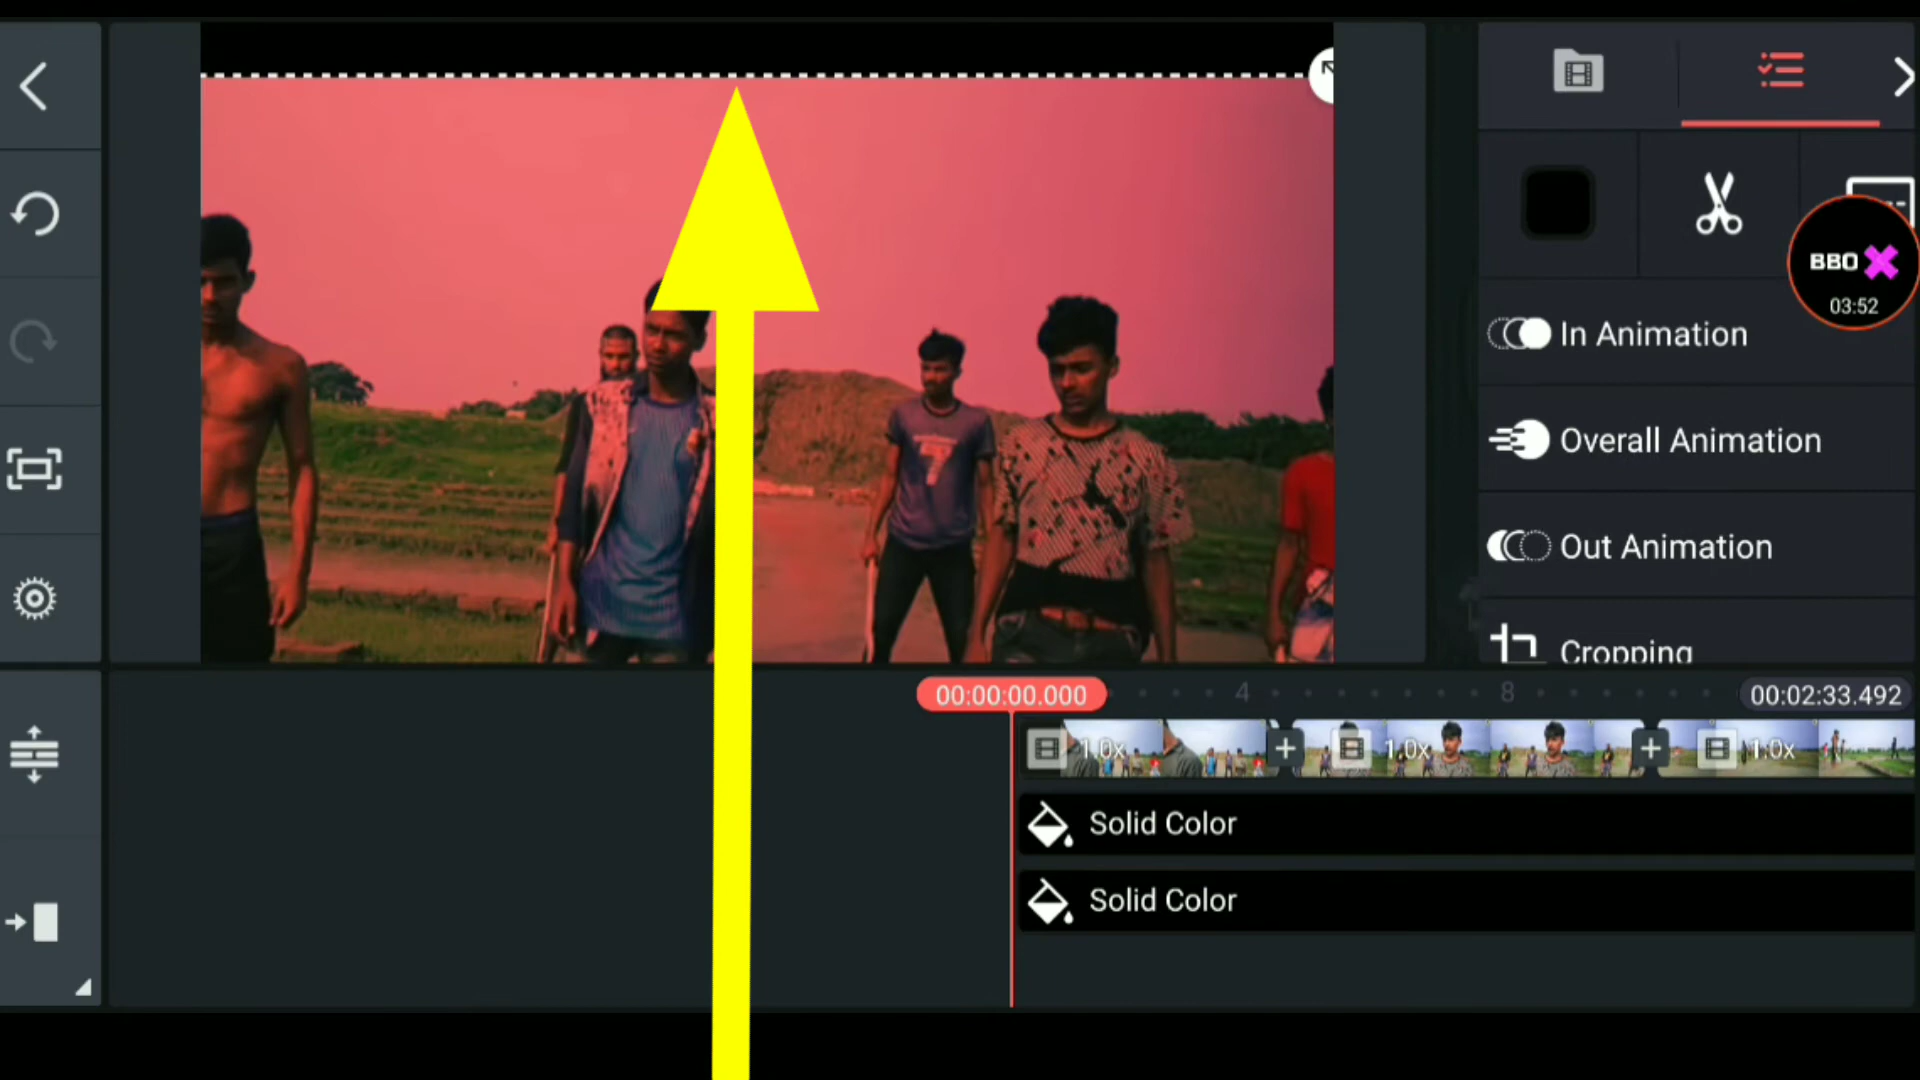 BBO
03:52
In Animation
Overall Animation
Out Animation
Cropping
00:00:00.000
4
8
00:02:33.492
1.0x
1.0x
1.0x
Solid Color
Solid Color
7